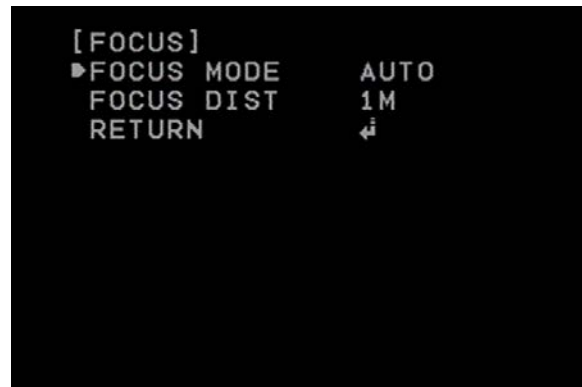 [FOCUS]
FOCUS MODE AUTO
FOCUS DIST 1M
RETURN ↵